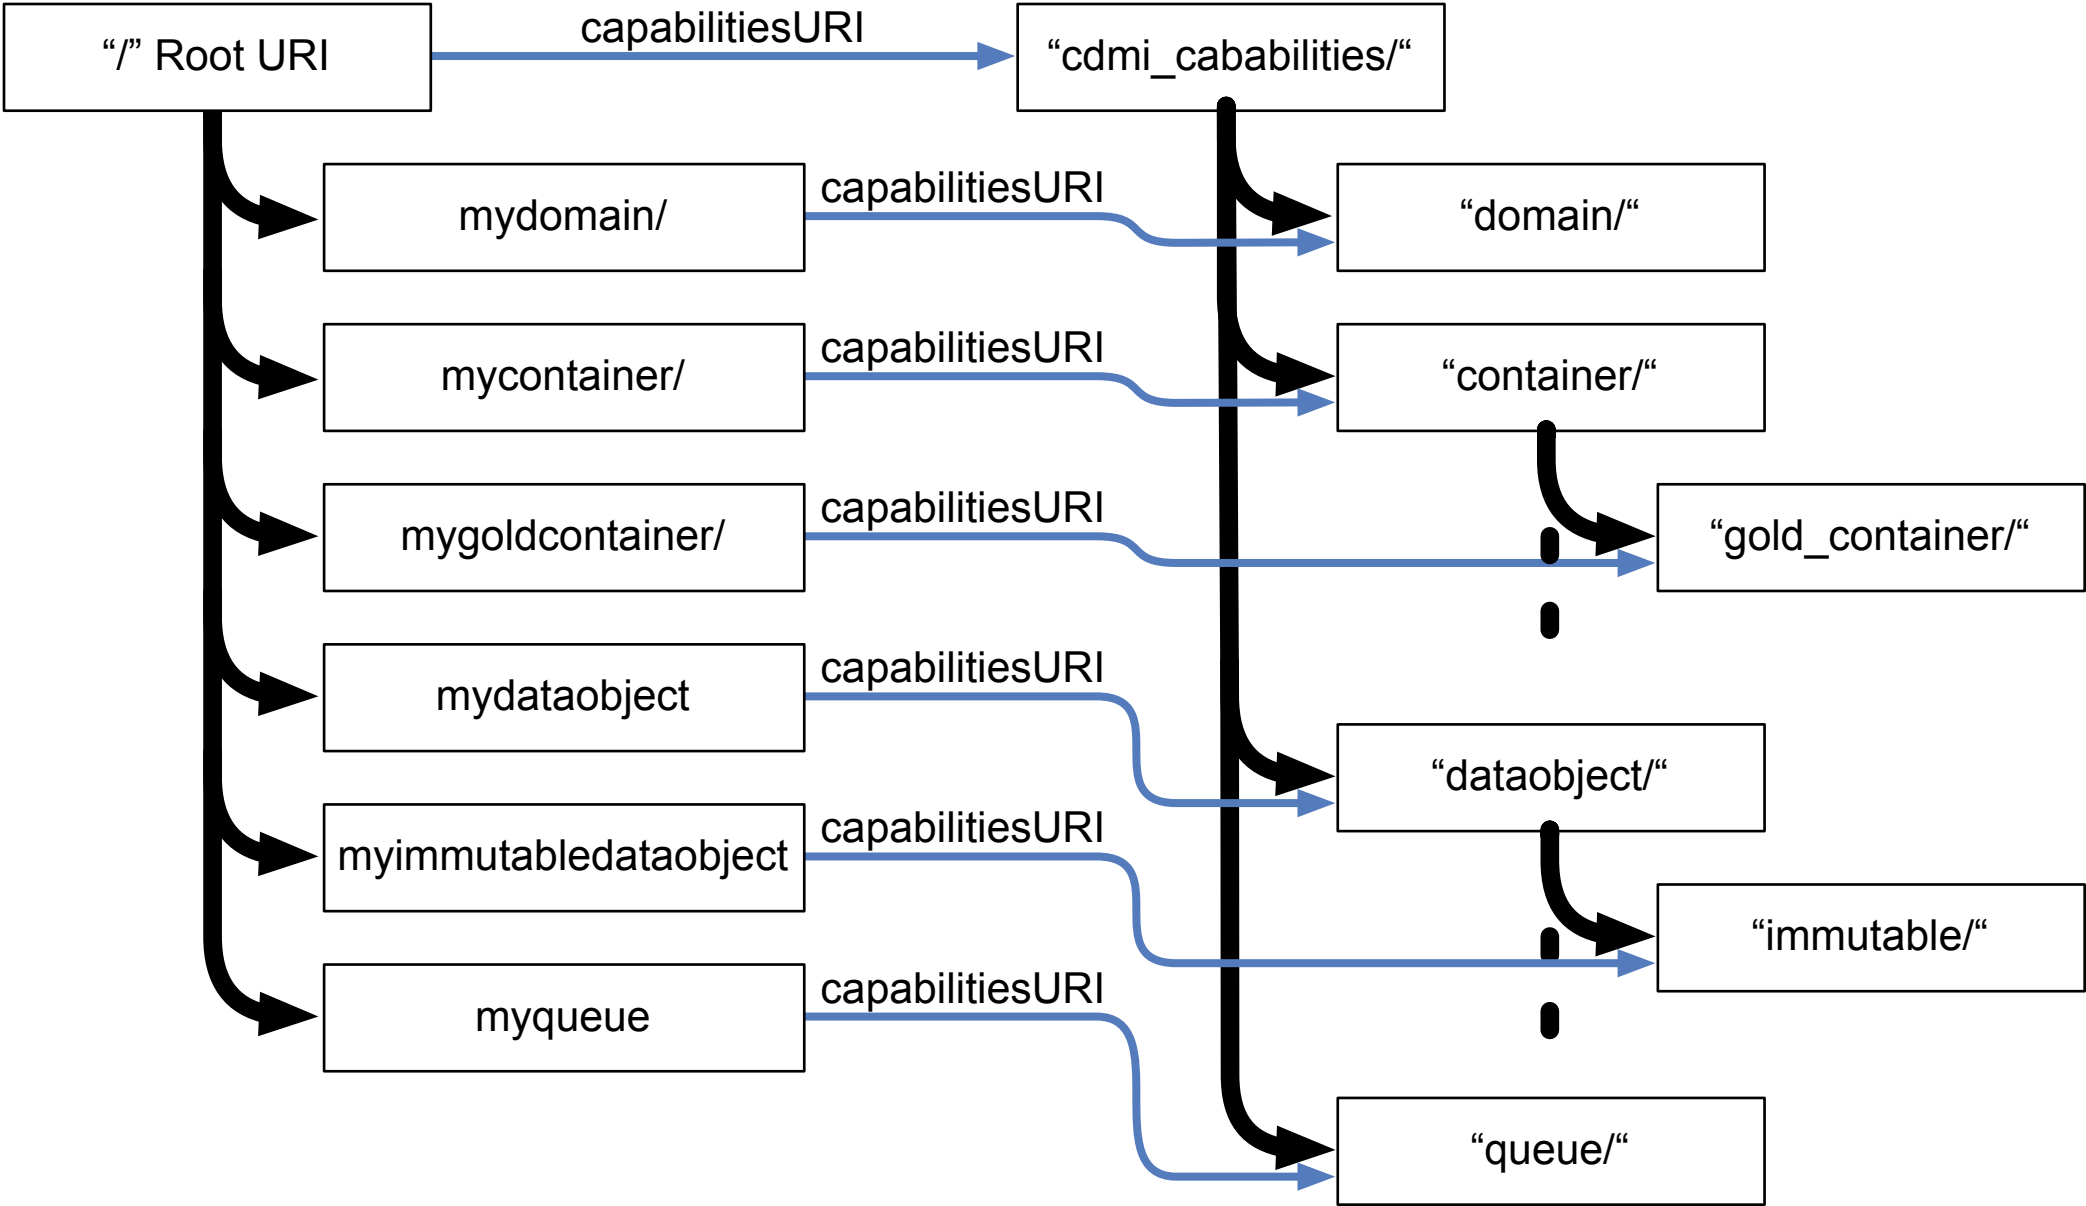 “/” Root URI
capabilitiesURI
“cdmi_cababilities/“
mydomain/
capabilitiesURI
“domain/“
mycontainer/
capabilitiesURI
“container/“
mygoldcontainer/
capabilitiesURI
“gold_container/“
mydataobject
capabilitiesURI
“dataobject/“
myimmutabledataobject
capabilitiesURI
“immutable/“
myqueue
capabilitiesURI
“queue/“